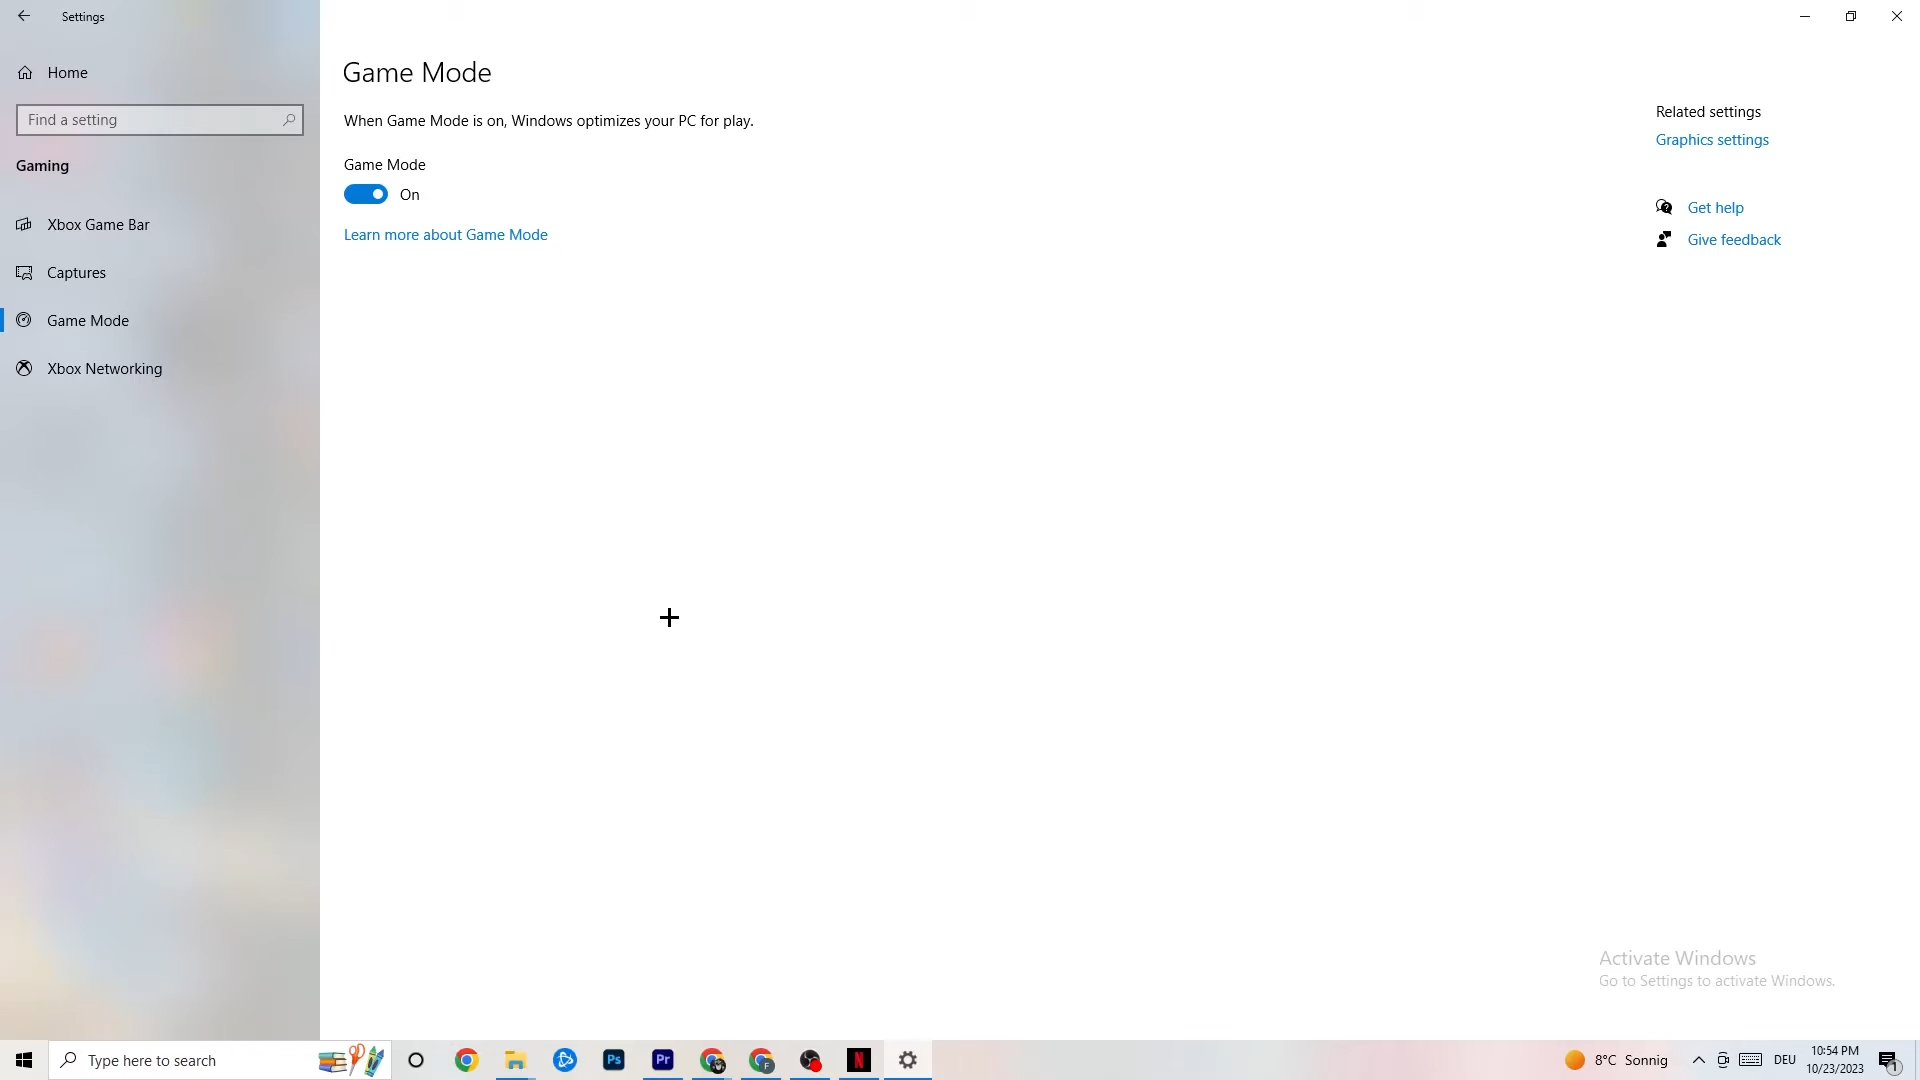 Settings
Home
Find a setting
Gaming
Xbox Game Bar
Captures
Game Mode
Xbox Networking
Game Mode
When Game Mode is on, Windows optimizes your PC for play.
Game Mode
On
Learn more about Game Mode
Related settings
Graphics settings
Get help
Give feedback
Activate Windows
Go to Settings to activate Windows.
Type here to search
Ps
Pr
F
N
8°C Sonnig
DEU
10:54 PM
10/23/2023
1